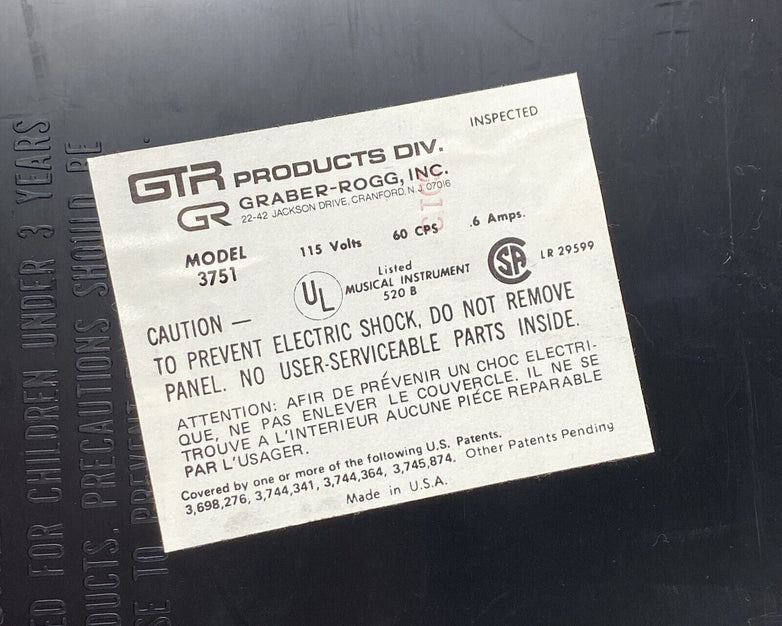 INSPECTED
GTR PRODUCTS DIV.
GR GRABER-ROGG, INC.
22-42 JACKSON DRIVE, CRANFORD, N.J. 07016
MODEL
3751
115 Volts 60 CPS .6 Amps.
UL
Listed
MUSICAL INSTRUMENT
520 B
CSA LR 29599
CAUTION —
TO PREVENT ELECTRIC SHOCK, DO NOT REMOVE
PANEL. NO USER-SERVICEABLE PARTS INSIDE.
ATTENTION: AFIR DE PRÉVENIR UN CHOC ELECTRI-
QUE, NE PAS ENLEVER LE COUVERCLE. IL NE SE
TROUVE A L'INTERIEUR AUCUNE PIÉCE REPARABLE
PAR L'USAGER.
Covered by one or more of the following U.S. Patents.
3,698,276, 3,744,341, 3,744,364, 3,745,874. Other Patents Pending
Made in U.S.A.
ED FOR CHILDREN UNDER 3 YEARS
DUCTS. PRECAUTIONS SHOULD BE
SE TO PREVENT